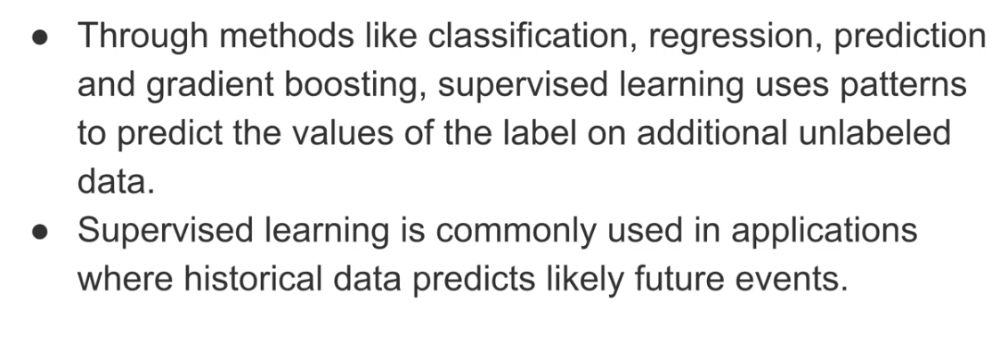 ● Through methods like classification, regression, prediction
and gradient boosting, supervised learning uses patterns
to predict the values of the label on additional unlabeled
data.
● Supervised learning is commonly used in applications
where historical data predicts likely future events.